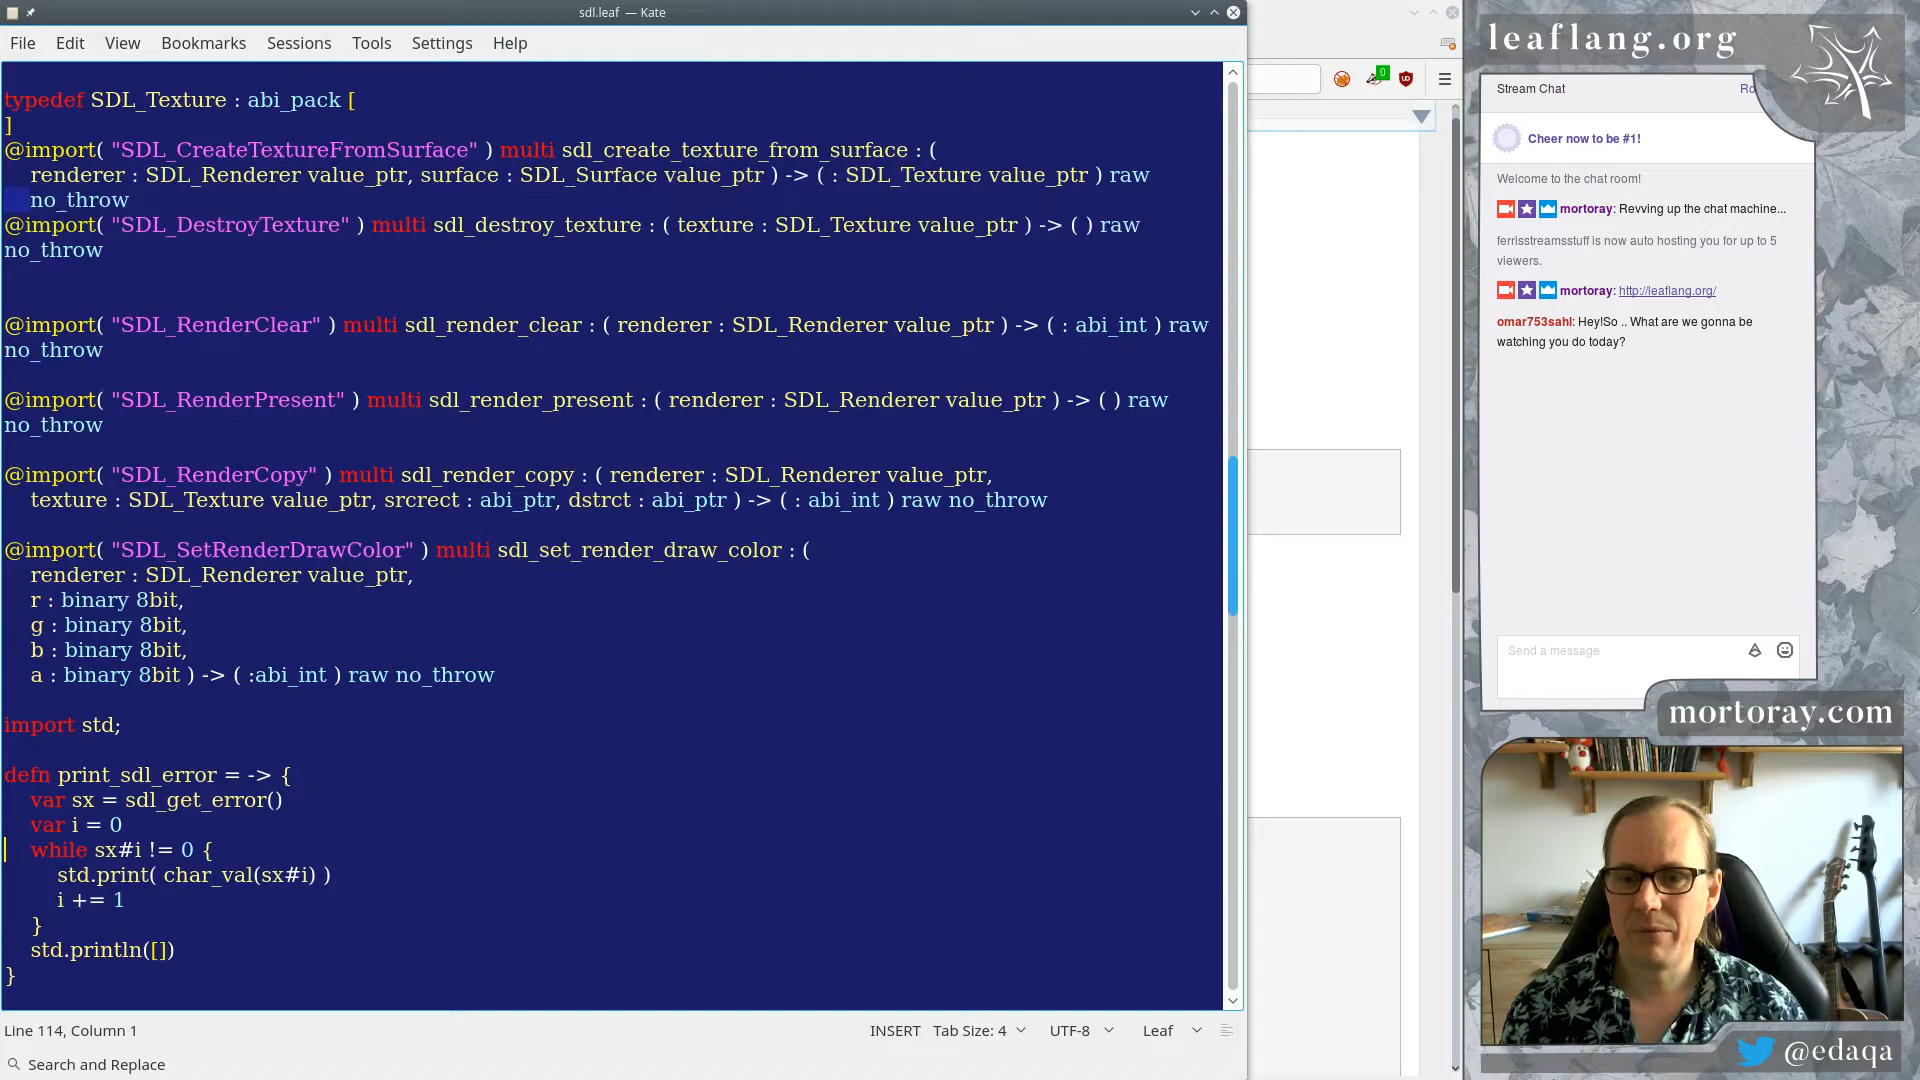 sdl.leaf — Kate
File Edit View Bookmarks Sessions Tools Settings Help
typedef SDL_Texture : abi_pack [
]
@import( "SDL_CreateTextureFromSurface" ) multi sdl_create_texture_from_surface : (
renderer : SDL_Renderer value_ptr, surface : SDL_Surface value_ptr ) -> ( : SDL_Texture value_ptr ) raw
no_throw
@import( "SDL_DestroyTexture" ) multi sdl_destroy_texture : ( texture : SDL_Texture value_ptr ) -> ( ) raw
no_throw
@import( "SDL_RenderClear" ) multi sdl_render_clear : ( renderer : SDL_Renderer value_ptr ) -> ( : abi_int ) raw
no_throw
@import( "SDL_RenderPresent" ) multi sdl_render_present : ( renderer : SDL_Renderer value_ptr ) -> ( ) raw
no_throw
@import( "SDL_RenderCopy" ) multi sdl_render_copy : ( renderer : SDL_Renderer value_ptr,
texture : SDL_Texture value_ptr, srcrect : abi_ptr, dstrct : abi_ptr ) -> ( : abi_int ) raw no_throw
@import( "SDL_SetRenderDrawColor" ) multi sdl_set_render_draw_color : (
renderer : SDL_Renderer value_ptr,
r : binary 8bit,
g : binary 8bit,
b : binary 8bit,
a : binary 8bit ) -> ( :abi_int ) raw no_throw
import std;
defn print_sdl_error = -> {
var sx = sdl_get_error()
var i = 0
while sx#i != 0 {
std.print( char_val(sx#i) )
i += 1
}
std.println([])
}
Line 114, Column 1
INSERT Tab Size: 4 UTF-8 Leaf
Search and Replace
0
leaflang.org
Stream Chat
Ro
Cheer now to be #1!
Welcome to the chat room!
mortoray: Revving up the chat machine...
ferrisstreamsstuff is now auto hosting you for up to 5
viewers.
mortoray: http://leaflang.org/
omar753sahl: Hey!So .. What are we gonna be
watching you do today?
Send a message
mortoray.com
@edaqa